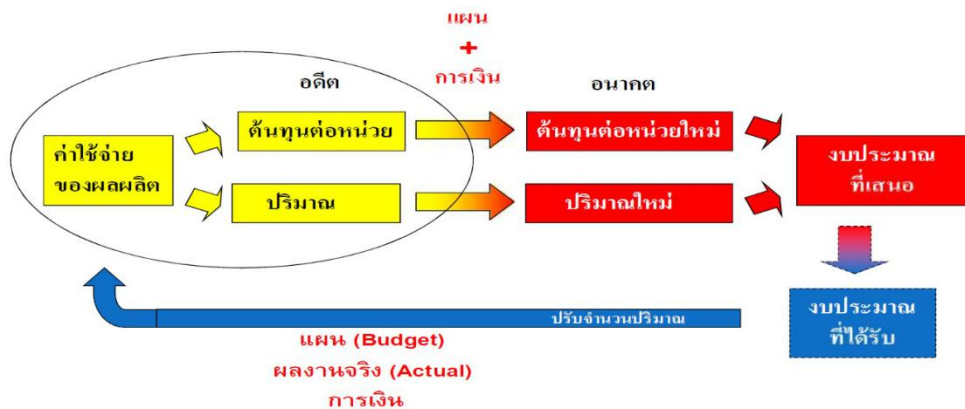 แผน
+
การเงิน
อดีต
อนาคต
ค่าใช้จ่าย
ของผลผลิต
ต้นทุนต่อหน่วย
ปริมาณ
ต้นทุนต่อหน่วยใหม่
ปริมาณใหม่
งบประมาณ
ที่เสนอ
งบประมาณ
ที่ได้รับ
ปรับจำนวนปริมาณ
แผน (Budget)
ผลงานจริง (Actual)
การเงิน